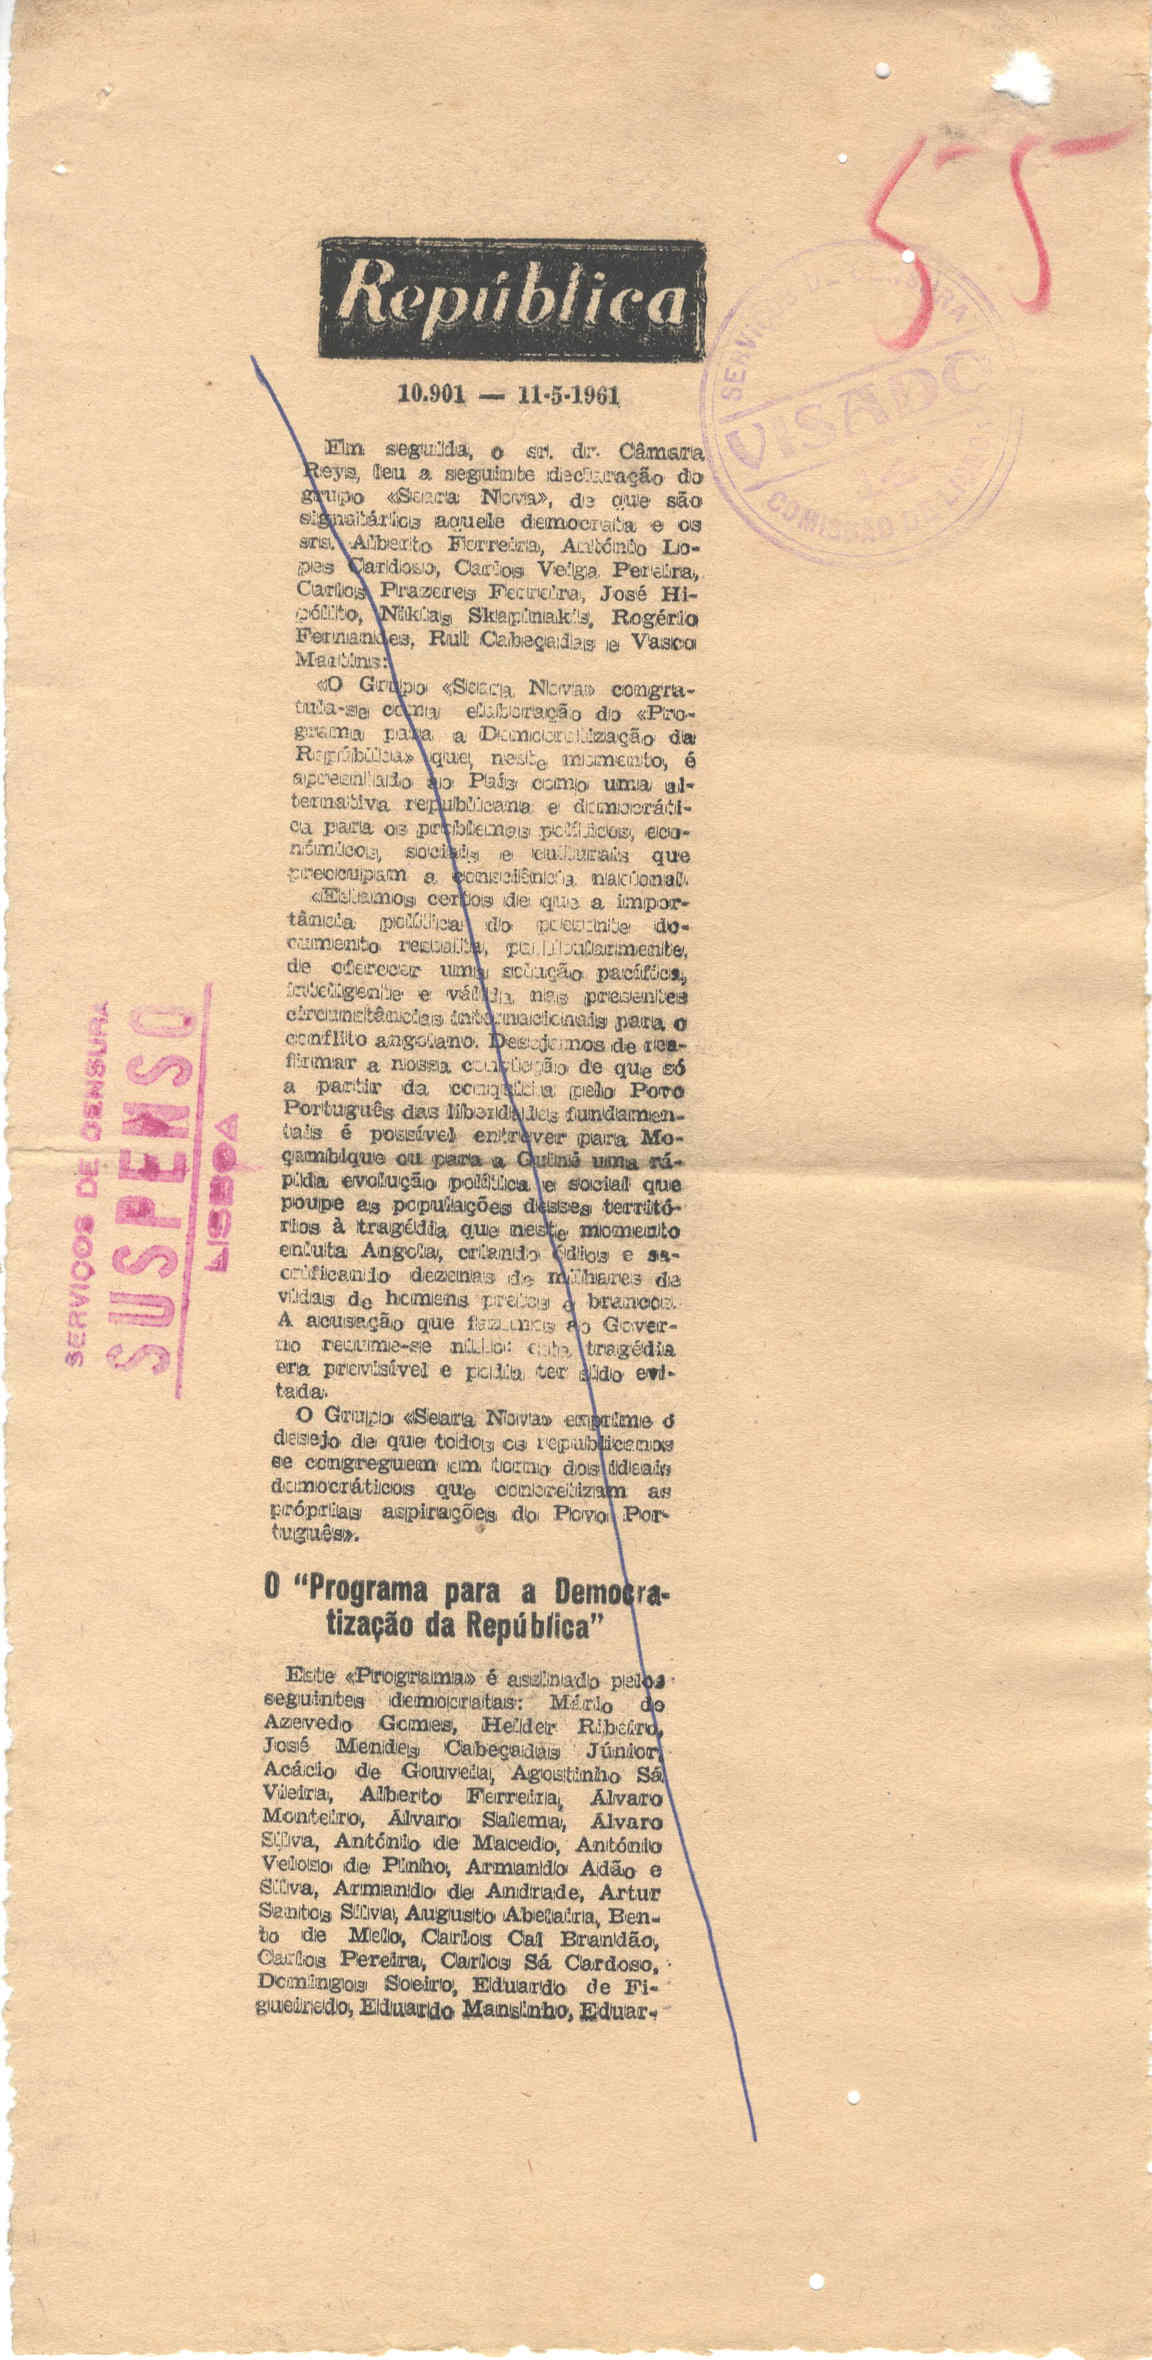 55
República
SERVIÇOS DE CENSURA
VISADO
COMISSÃO DE
10.901 — 11-5-1961
Em seguida, o sr. dr. Câmara
Reys, leu a seguinte declaração do
grupo «Seara Nova», de que são
signatários aquele democrata e os
srs. Alberto Ferreira, António Lo-
pes Cardoso, Carlos Veiga Pereira,
Carlos Prazeres Ferreira, José Hi-
pólito, Nikias Skapinakis, Rogério
Fernandes, Rui Cabeçadas e Vasco
Martins:
«O Grupo «Seara Nova» congra-
tula-se com a elaboração do «Pro-
grama para a Democratização da
República» que, neste momento, é
apresentado ao País como uma al-
ternativa republicana e democráti-
ca para os problemas políticos, eco-
nómicos, sociais e culturais que
preocupam a consciência nacional.
«Estamos certos de que a impor-
tância política do presente do-
cumento resulta, particularmente,
de oferecer uma solução pacífica,
inteligente e válida nas presentes
circunstâncias internacionais para o
conflito angolano. Desejamos de rea-
firmar a nossa convicção de que só
a partir da conquista pelo Povo
Português das liberdades fundamen-
tais é possível entrever para Mo-
çambique ou para a Guiné uma rá-
pida evolução política e social que
poupe as populações desses territó-
rios à tragédia que neste momento
enluta Angola, criando ódios e sa-
crificando dezenas de milhares de
vidas de homens pretos e brancos.
A acusação que fazemos ao Gover-
no resume-se nisto: esta tragédia
era previsível e podia ter sido evi-
tada.
O Grupo «Seara Nova» exprime o
desejo de que todos os republicanos
se congreguem em torno dos ideais
democráticos que concretizam as
próprias aspirações do Povo Por-
tuguês».
SERVIÇOS DE CENSURA
SUSPENSO
LISBOA
O "Programa para a Democra-
tização da República"
Este «Programa» é assinado pelos
seguintes democratas: Mário de
Azevedo Gomes, Helder Ribeiro,
José Mendes Cabeçadas Júnior,
Acácio de Gouveia, Agostinho Sá
Vieira, Alberto Ferreira, Álvaro
Monteiro, Álvaro Salema, Álvaro
Silva, António de Macedo, António
Veloso de Pinho, Armando Adão e
Silva, Armando de Andrade, Artur
Santos Silva, Augusto Abelaira, Ben-
to de Melo, Carlos Cal Brandão,
Carlos Pereira, Carlos Sá Cardoso,
Domingos Soeiro, Eduardo de Fi-
gueiredo, Eduardo Mansinho, Eduar-